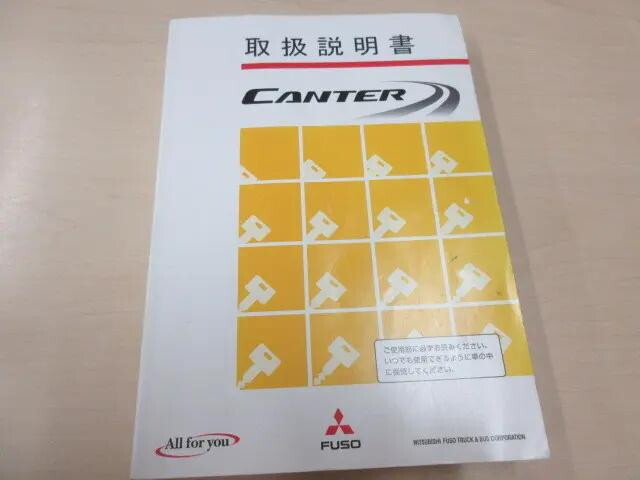 取扱説明書
CANTER
ご使用前に必ずお読みください。
いつでも使用できるように車の中
に保管してください。
All for you
FUSO
MITSUBISHI FUSO TRUCK & BUS CORPORATION